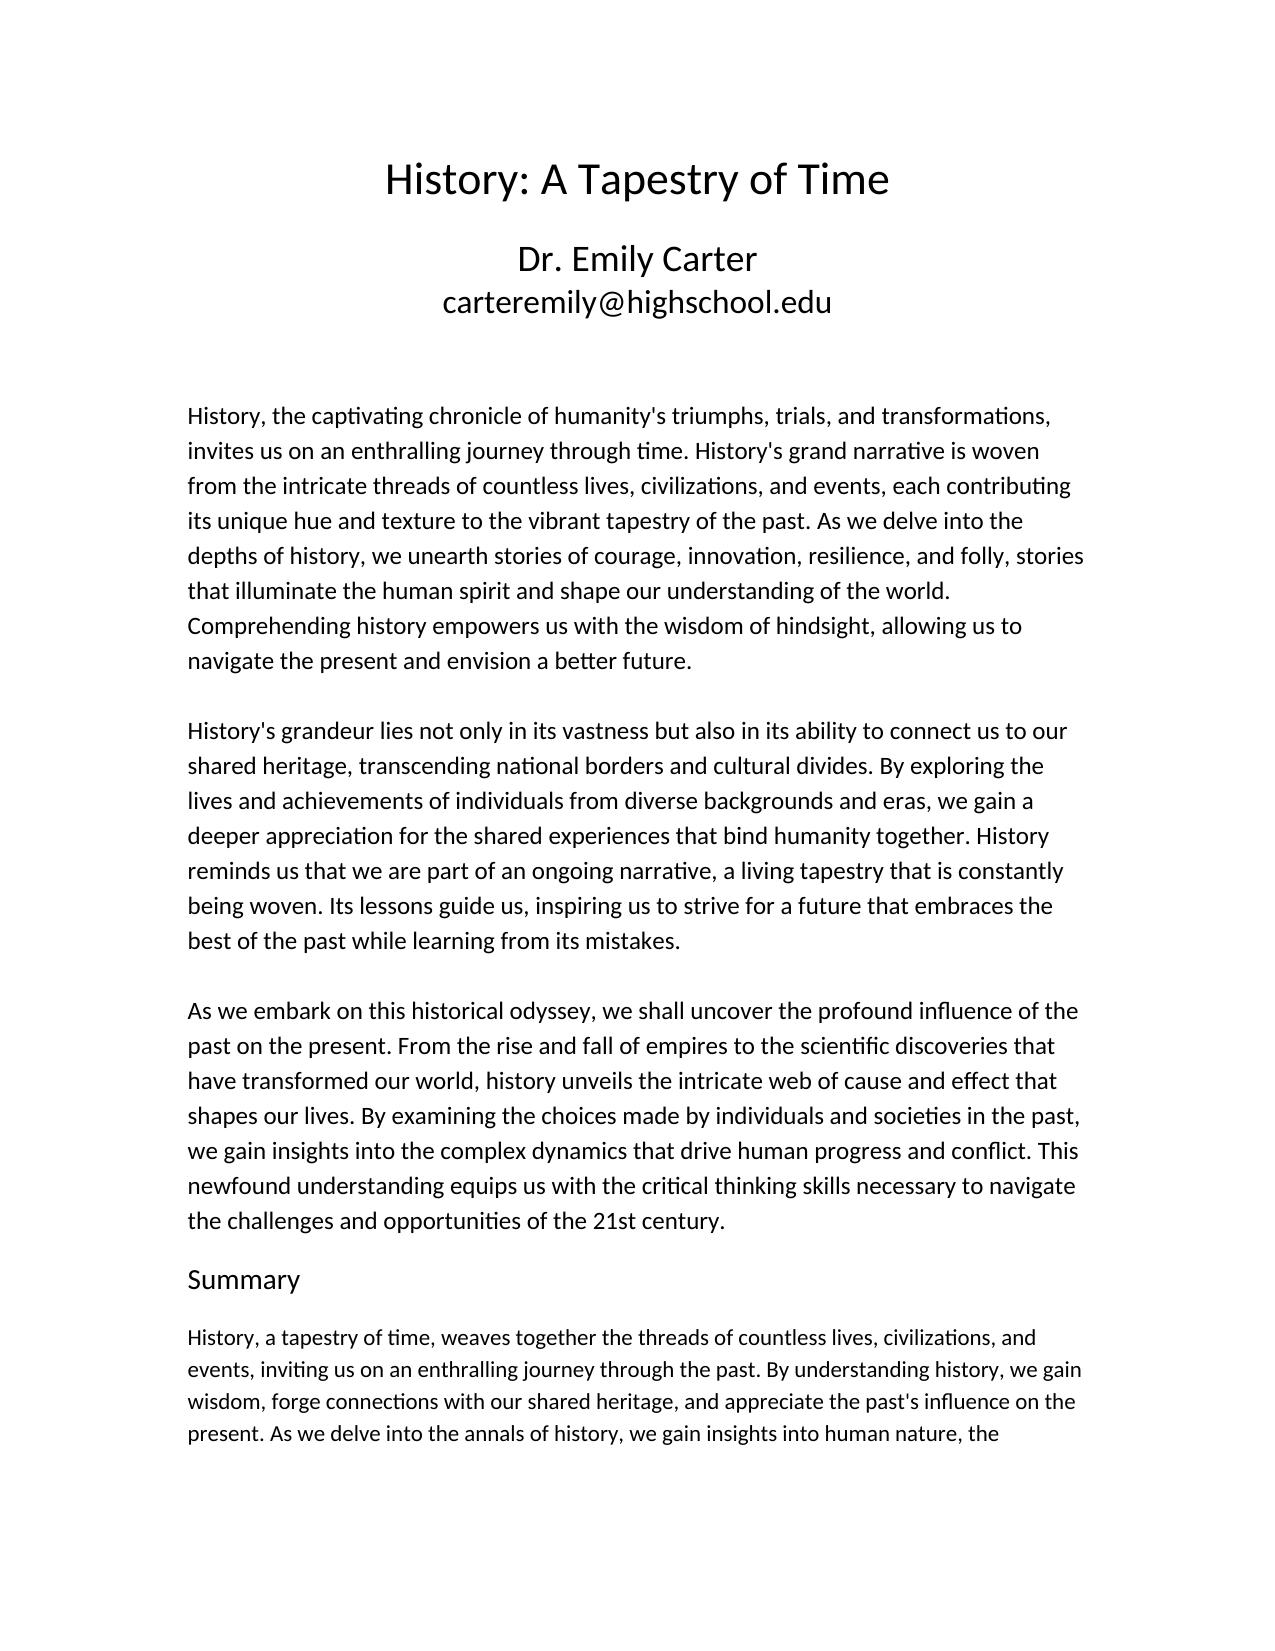 History: A Tapestry of Time
Dr. Emily Carter
carteremily@highschool.edu
History, the captivating chronicle of humanity's triumphs, trials, and transformations,
invites us on an enthralling journey through time. History's grand narrative is woven
from the intricate threads of countless lives, civilizations, and events, each contributing
its unique hue and texture to the vibrant tapestry of the past. As we delve into the
depths of history, we unearth stories of courage, innovation, resilience, and folly, stories
that illuminate the human spirit and shape our understanding of the world.
Comprehending history empowers us with the wisdom of hindsight, allowing us to
navigate the present and envision a better future.
History's grandeur lies not only in its vastness but also in its ability to connect us to our
shared heritage, transcending national borders and cultural divides. By exploring the
lives and achievements of individuals from diverse backgrounds and eras, we gain a
deeper appreciation for the shared experiences that bind humanity together. History
reminds us that we are part of an ongoing narrative, a living tapestry that is constantly
being woven. Its lessons guide us, inspiring us to strive for a future that embraces the
best of the past while learning from its mistakes.
As we embark on this historical odyssey, we shall uncover the profound influence of the
past on the present. From the rise and fall of empires to the scientific discoveries that
have transformed our world, history unveils the intricate web of cause and effect that
shapes our lives. By examining the choices made by individuals and societies in the past,
we gain insights into the complex dynamics that drive human progress and conflict. This
newfound understanding equips us with the critical thinking skills necessary to navigate
the challenges and opportunities of the 21st century.
Summary
History, a tapestry of time, weaves together the threads of countless lives, civilizations, and
events, inviting us on an enthralling journey through the past. By understanding history, we gain
wisdom, forge connections with our shared heritage, and appreciate the past's influence on the
present. As we delve into the annals of history, we gain insights into human nature, the